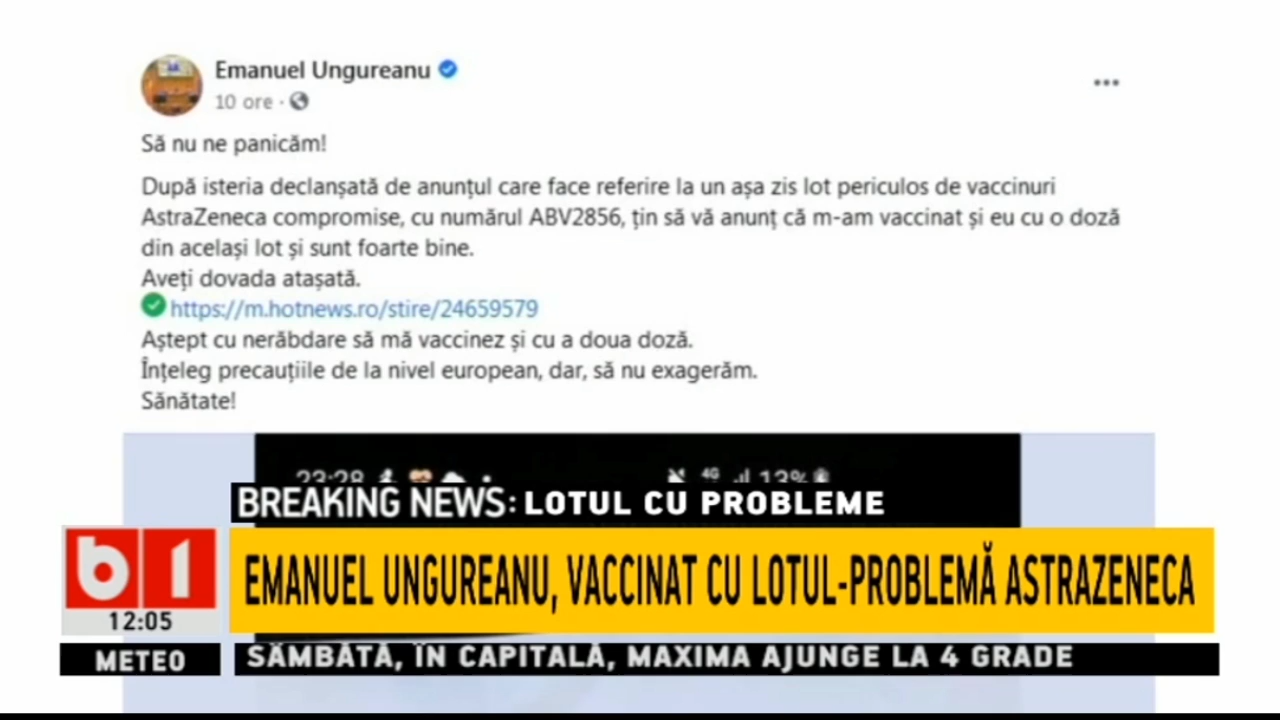 Emanuel Ungureanu
10 ore ·
Să nu ne panicăm!
După isteria declanșată de anunțul care face referire la un așa zis lot periculos de vaccinuri
AstraZeneca compromise, cu numărul ABV2856, țin să vă anunț că m-am vaccinat și eu cu o doză
din același lot și sunt foarte bine.
Aveți dovada atașată.
https://m.hotnews.ro/stire/24659579
Aștept cu nerăbdare să mă vaccinez și cu a doua doză.
Înțeleg precauțiile de la nivel european, dar, să nu exagerăm.
Sănătate!
23:28 4G 13%
BREAKING NEWS: LOTUL CU PROBLEME
b1
EMANUEL UNGUREANU, VACCINAT CU LOTUL-PROBLEMĂ ASTRAZENECA
12:05
METEO SÂMBĂTĂ, ÎN CAPITALĂ, MAXIMA AJUNGE LA 4 GRADE